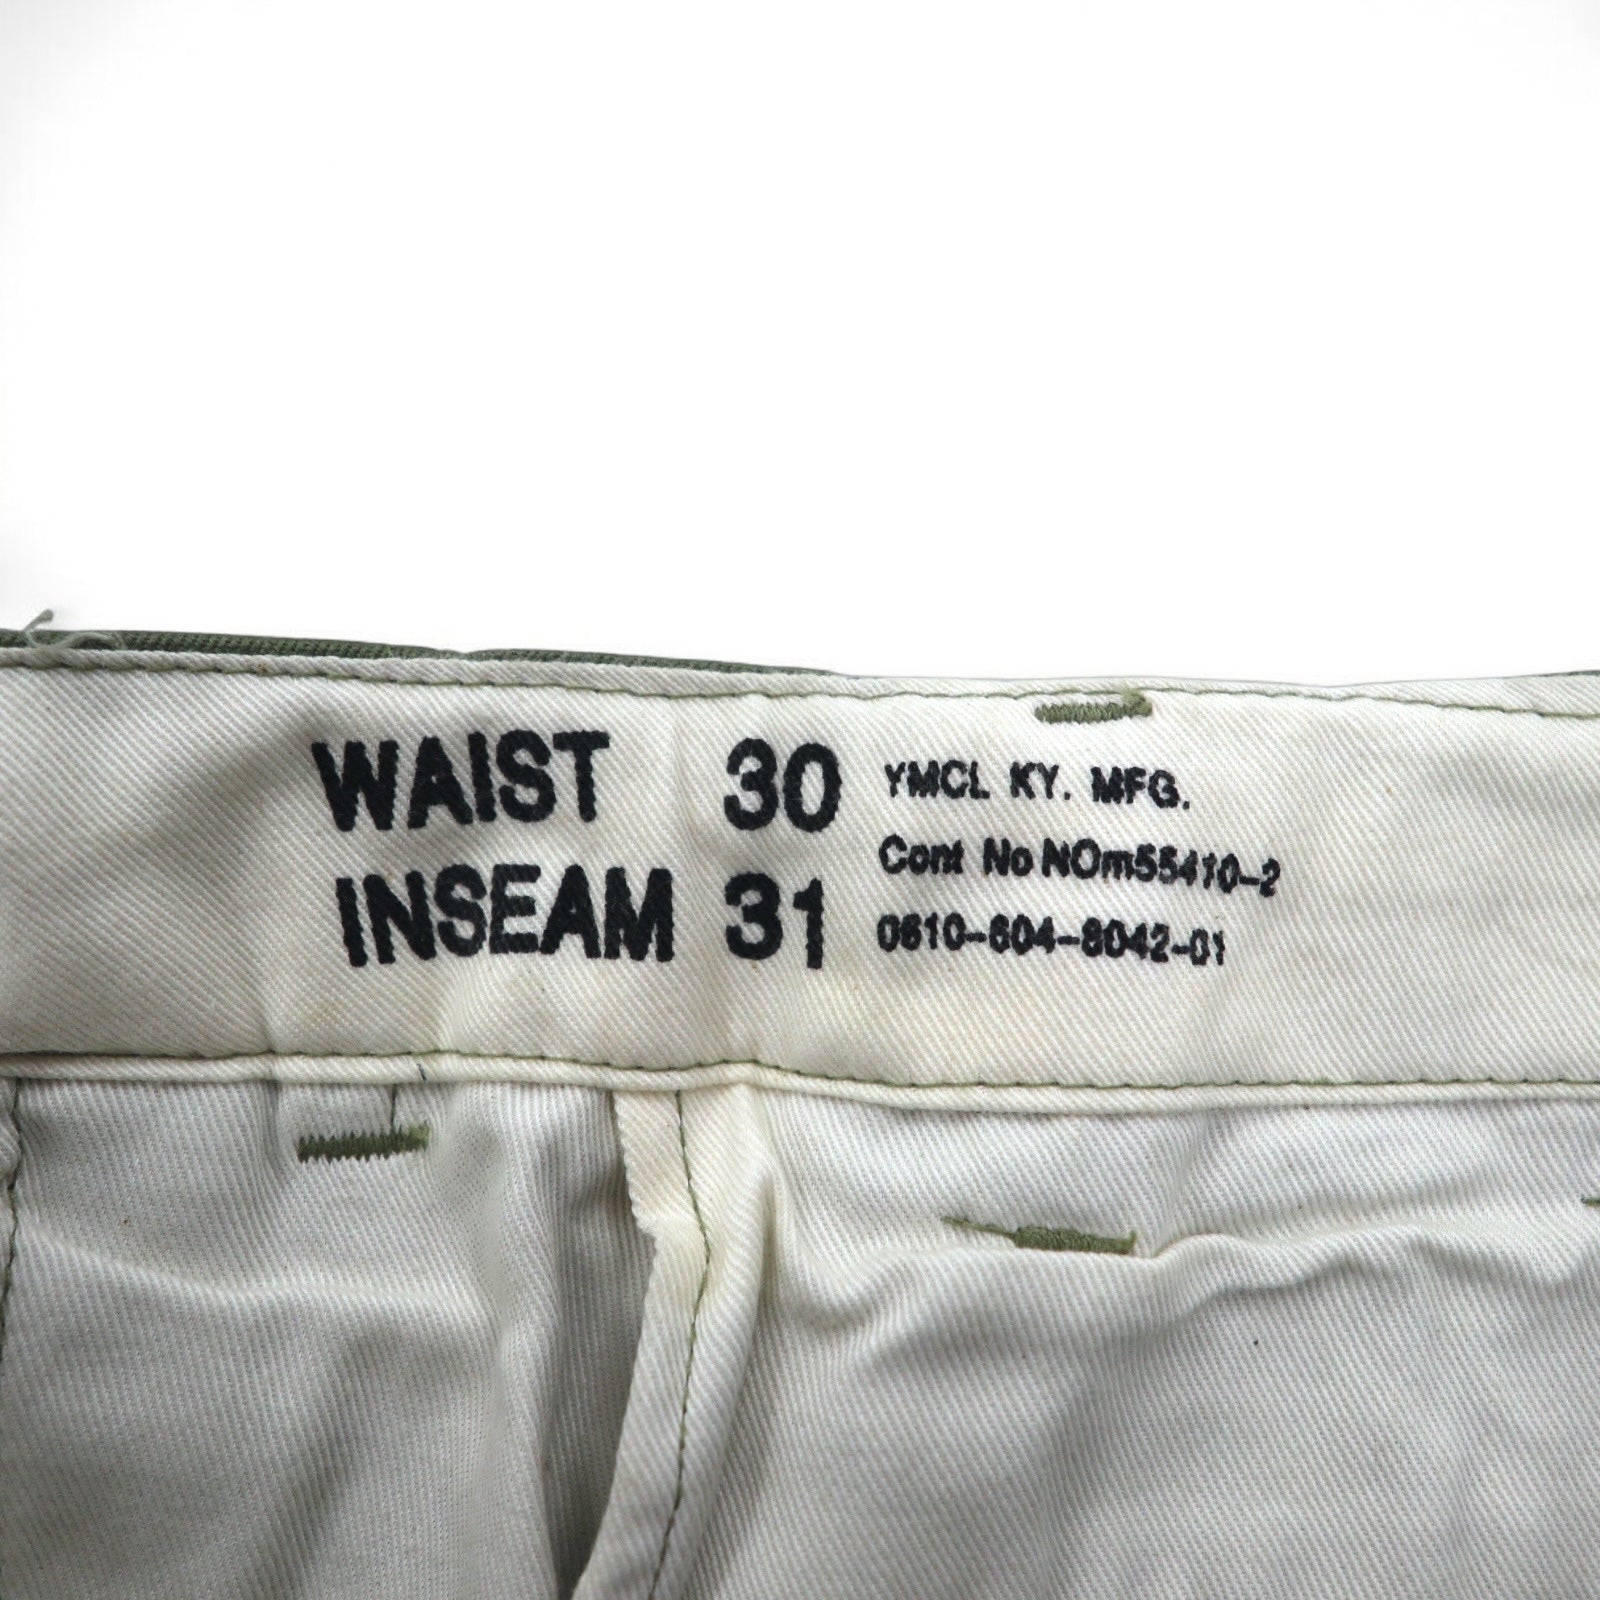 WAIST 30
INSEAM 31
YMCL KY. MFG.
Cont No NOm55410-2
0610-604-8042-01